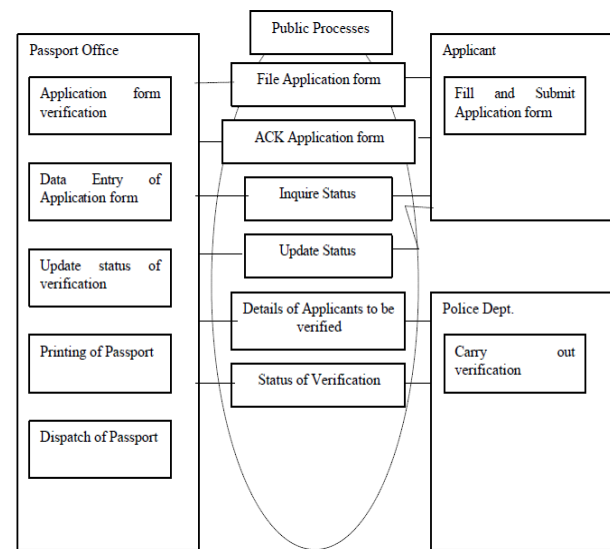 Passport Office
Application form
verification
Data Entry of
Application form
Update status of
verification
Printing of Passport
Dispatch of Passport
Public Processes
File Application form
ACK Application form
Inquire Status
Update Status
Details of Applicants to be
verified
Status of Verification
Applicant
Fill and Submit
Application form
Police Dept.
Carry out
verification